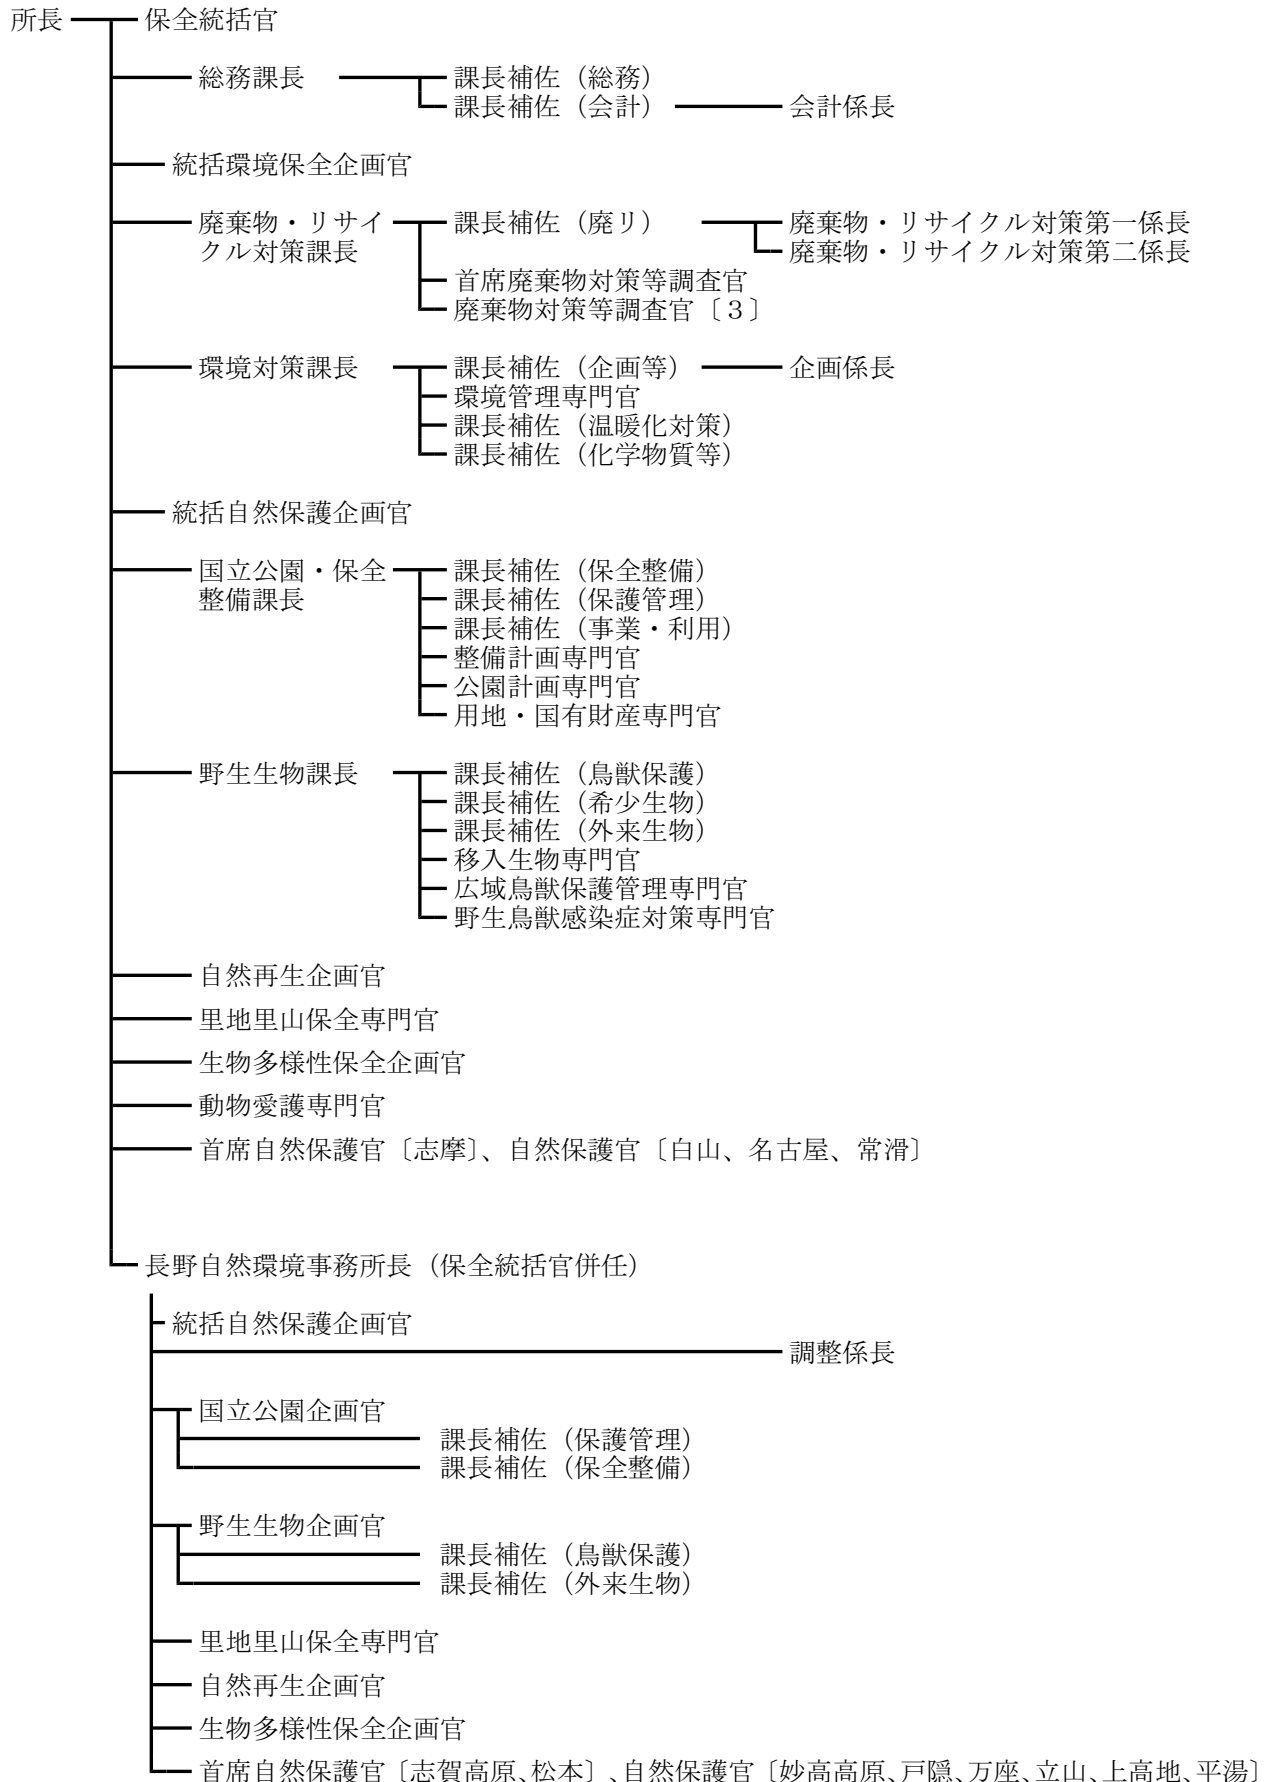 所長 保全統括官
総務課長 課長補佐（総務）
課長補佐（会計） 会計係長
統括環境保全企画官
廃棄物・リサイ 課長補佐（廃リ） 廃棄物・リサイクル対策第一係長
クル対策課長 廃棄物・リサイクル対策第二係長
首席廃棄物対策等調査官
廃棄物対策等調査官〔３〕
環境対策課長 課長補佐（企画等） 企画係長
環境管理専門官
課長補佐（温暖化対策）
課長補佐（化学物質等）
統括自然保護企画官
国立公園・保全 課長補佐（保全整備）
整備課長 課長補佐（保護管理）
課長補佐（事業・利用）
整備計画専門官
公園計画専門官
用地・国有財産専門官
野生生物課長 課長補佐（鳥獣保護）
課長補佐（希少生物）
課長補佐（外来生物）
移入生物専門官
広域鳥獣保護管理専門官
野生鳥獣感染症対策専門官
自然再生企画官
里地里山保全専門官
生物多様性保全企画官
動物愛護専門官
首席自然保護官〔志摩〕、自然保護官〔白山、名古屋、常滑〕
長野自然環境事務所長（保全統括官併任）
統括自然保護企画官
調整係長
国立公園企画官
課長補佐（保護管理）
課長補佐（保全整備）
野生生物企画官
課長補佐（鳥獣保護）
課長補佐（外来生物）
里地里山保全専門官
自然再生企画官
生物多様性保全企画官
首席自然保護官〔志賀高原、松本〕、自然保護官〔妙高高原、戸隠、万座、立山、上高地、平湯〕